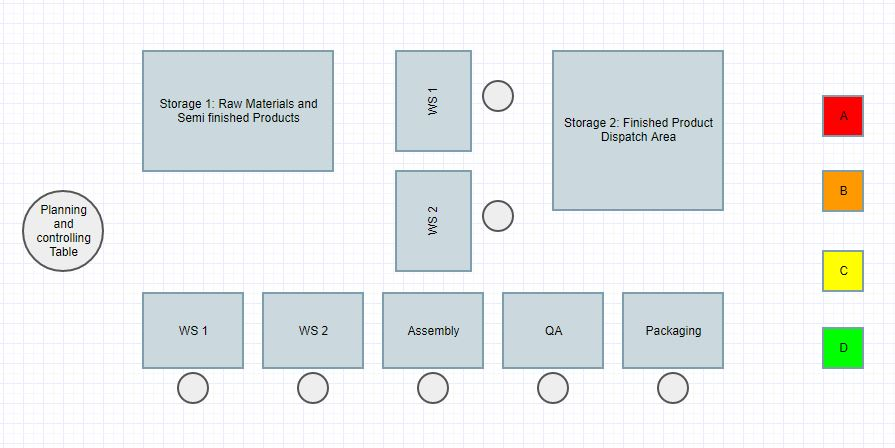 Storage 1: Raw Materials and
Semi finished Products
WS 1
Storage 2: Finished Product
Dispatch Area
A
B
WS 2
Planning
and
controlling
Table
C
WS 1
WS 2
Assembly
QA
Packaging
D